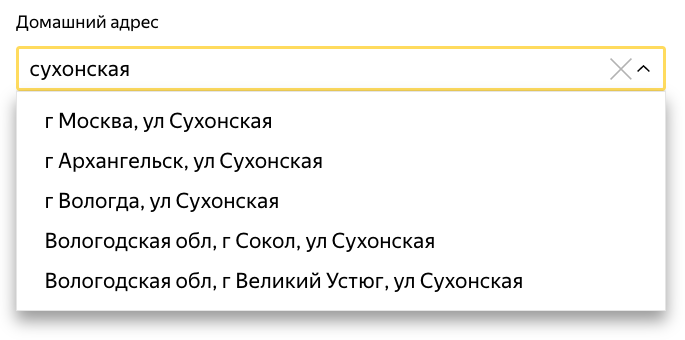 Домашний адрес
сухонская
г Москва, ул Сухонская
г Архангельск, ул Сухонская
г Вологда, ул Сухонская
Вологодская обл, г Сокол, ул Сухонская
Вологодская обл, г Великий Устюг, ул Сухонская